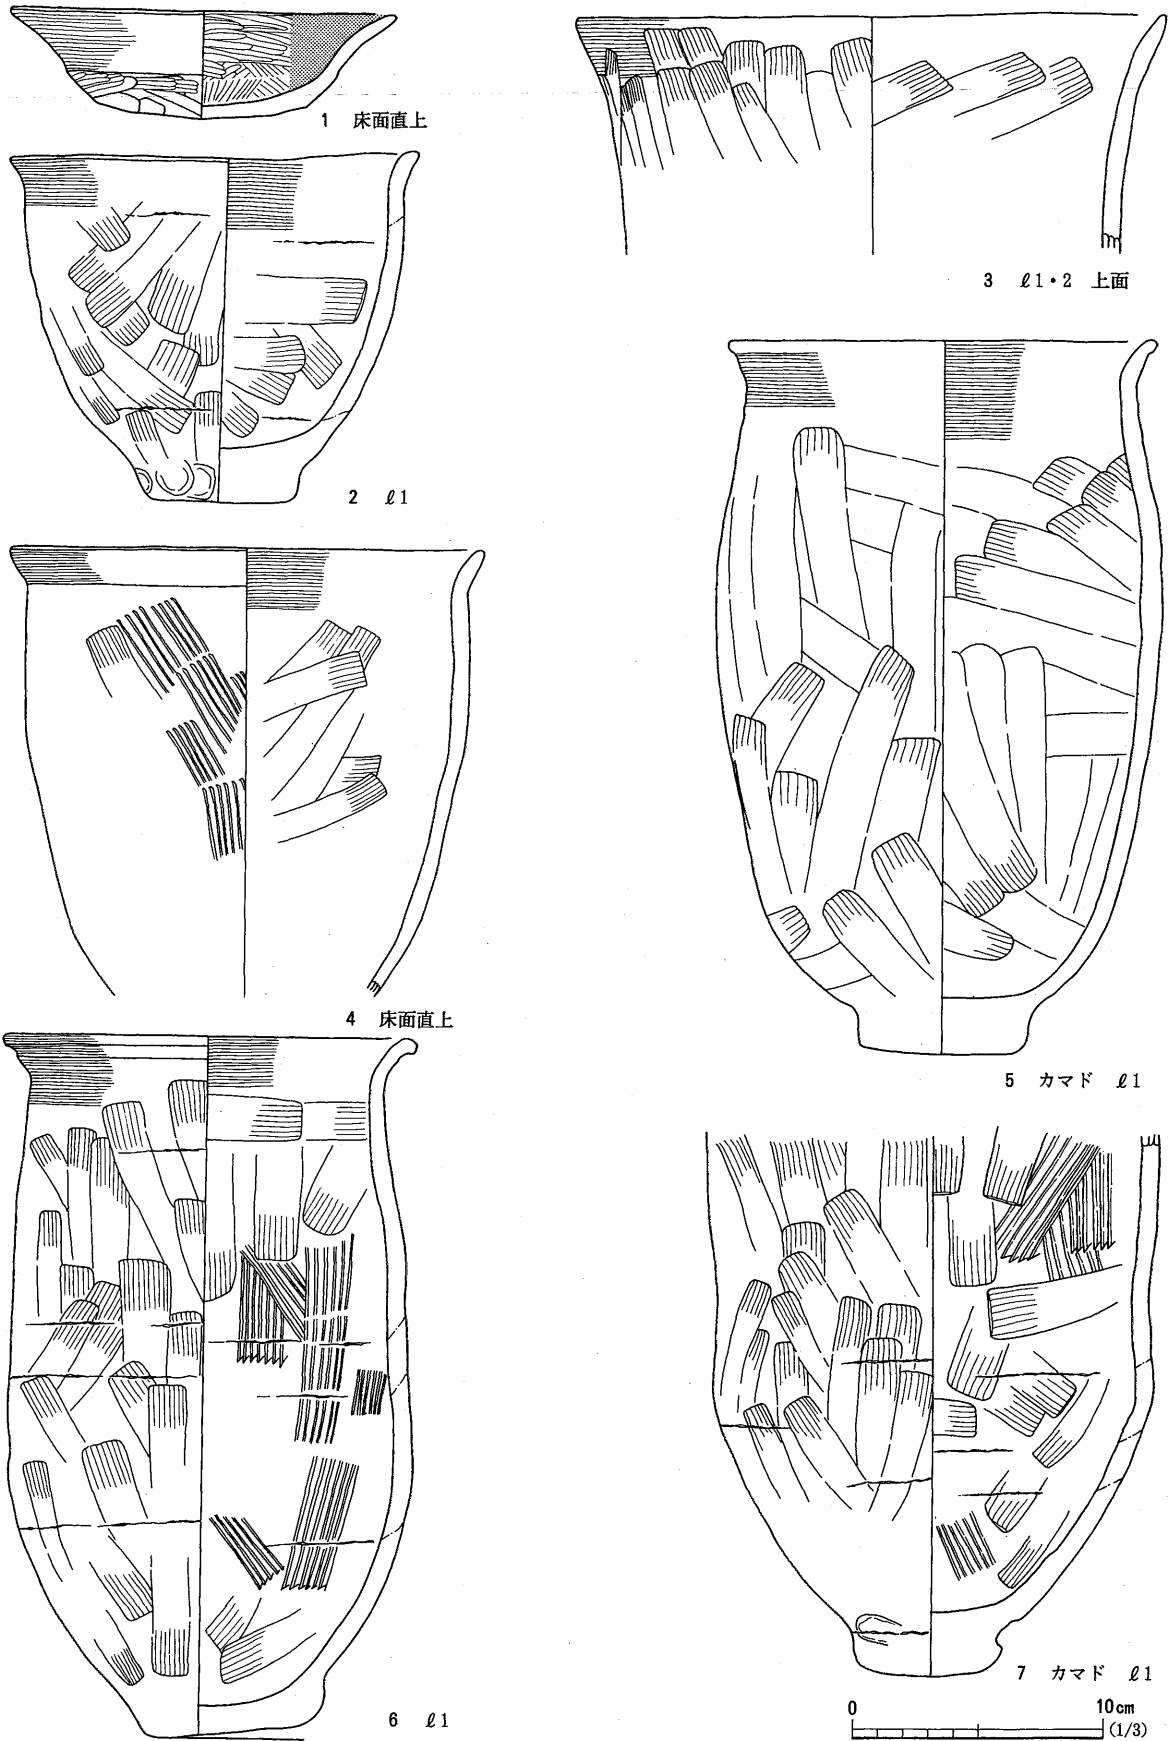 1 床面直上
3 ℓ1・2 上面
2 ℓ1
4 床面直上
5 カマド ℓ1
6 ℓ1
7 カマド ℓ1
0 10cm
(1/3)